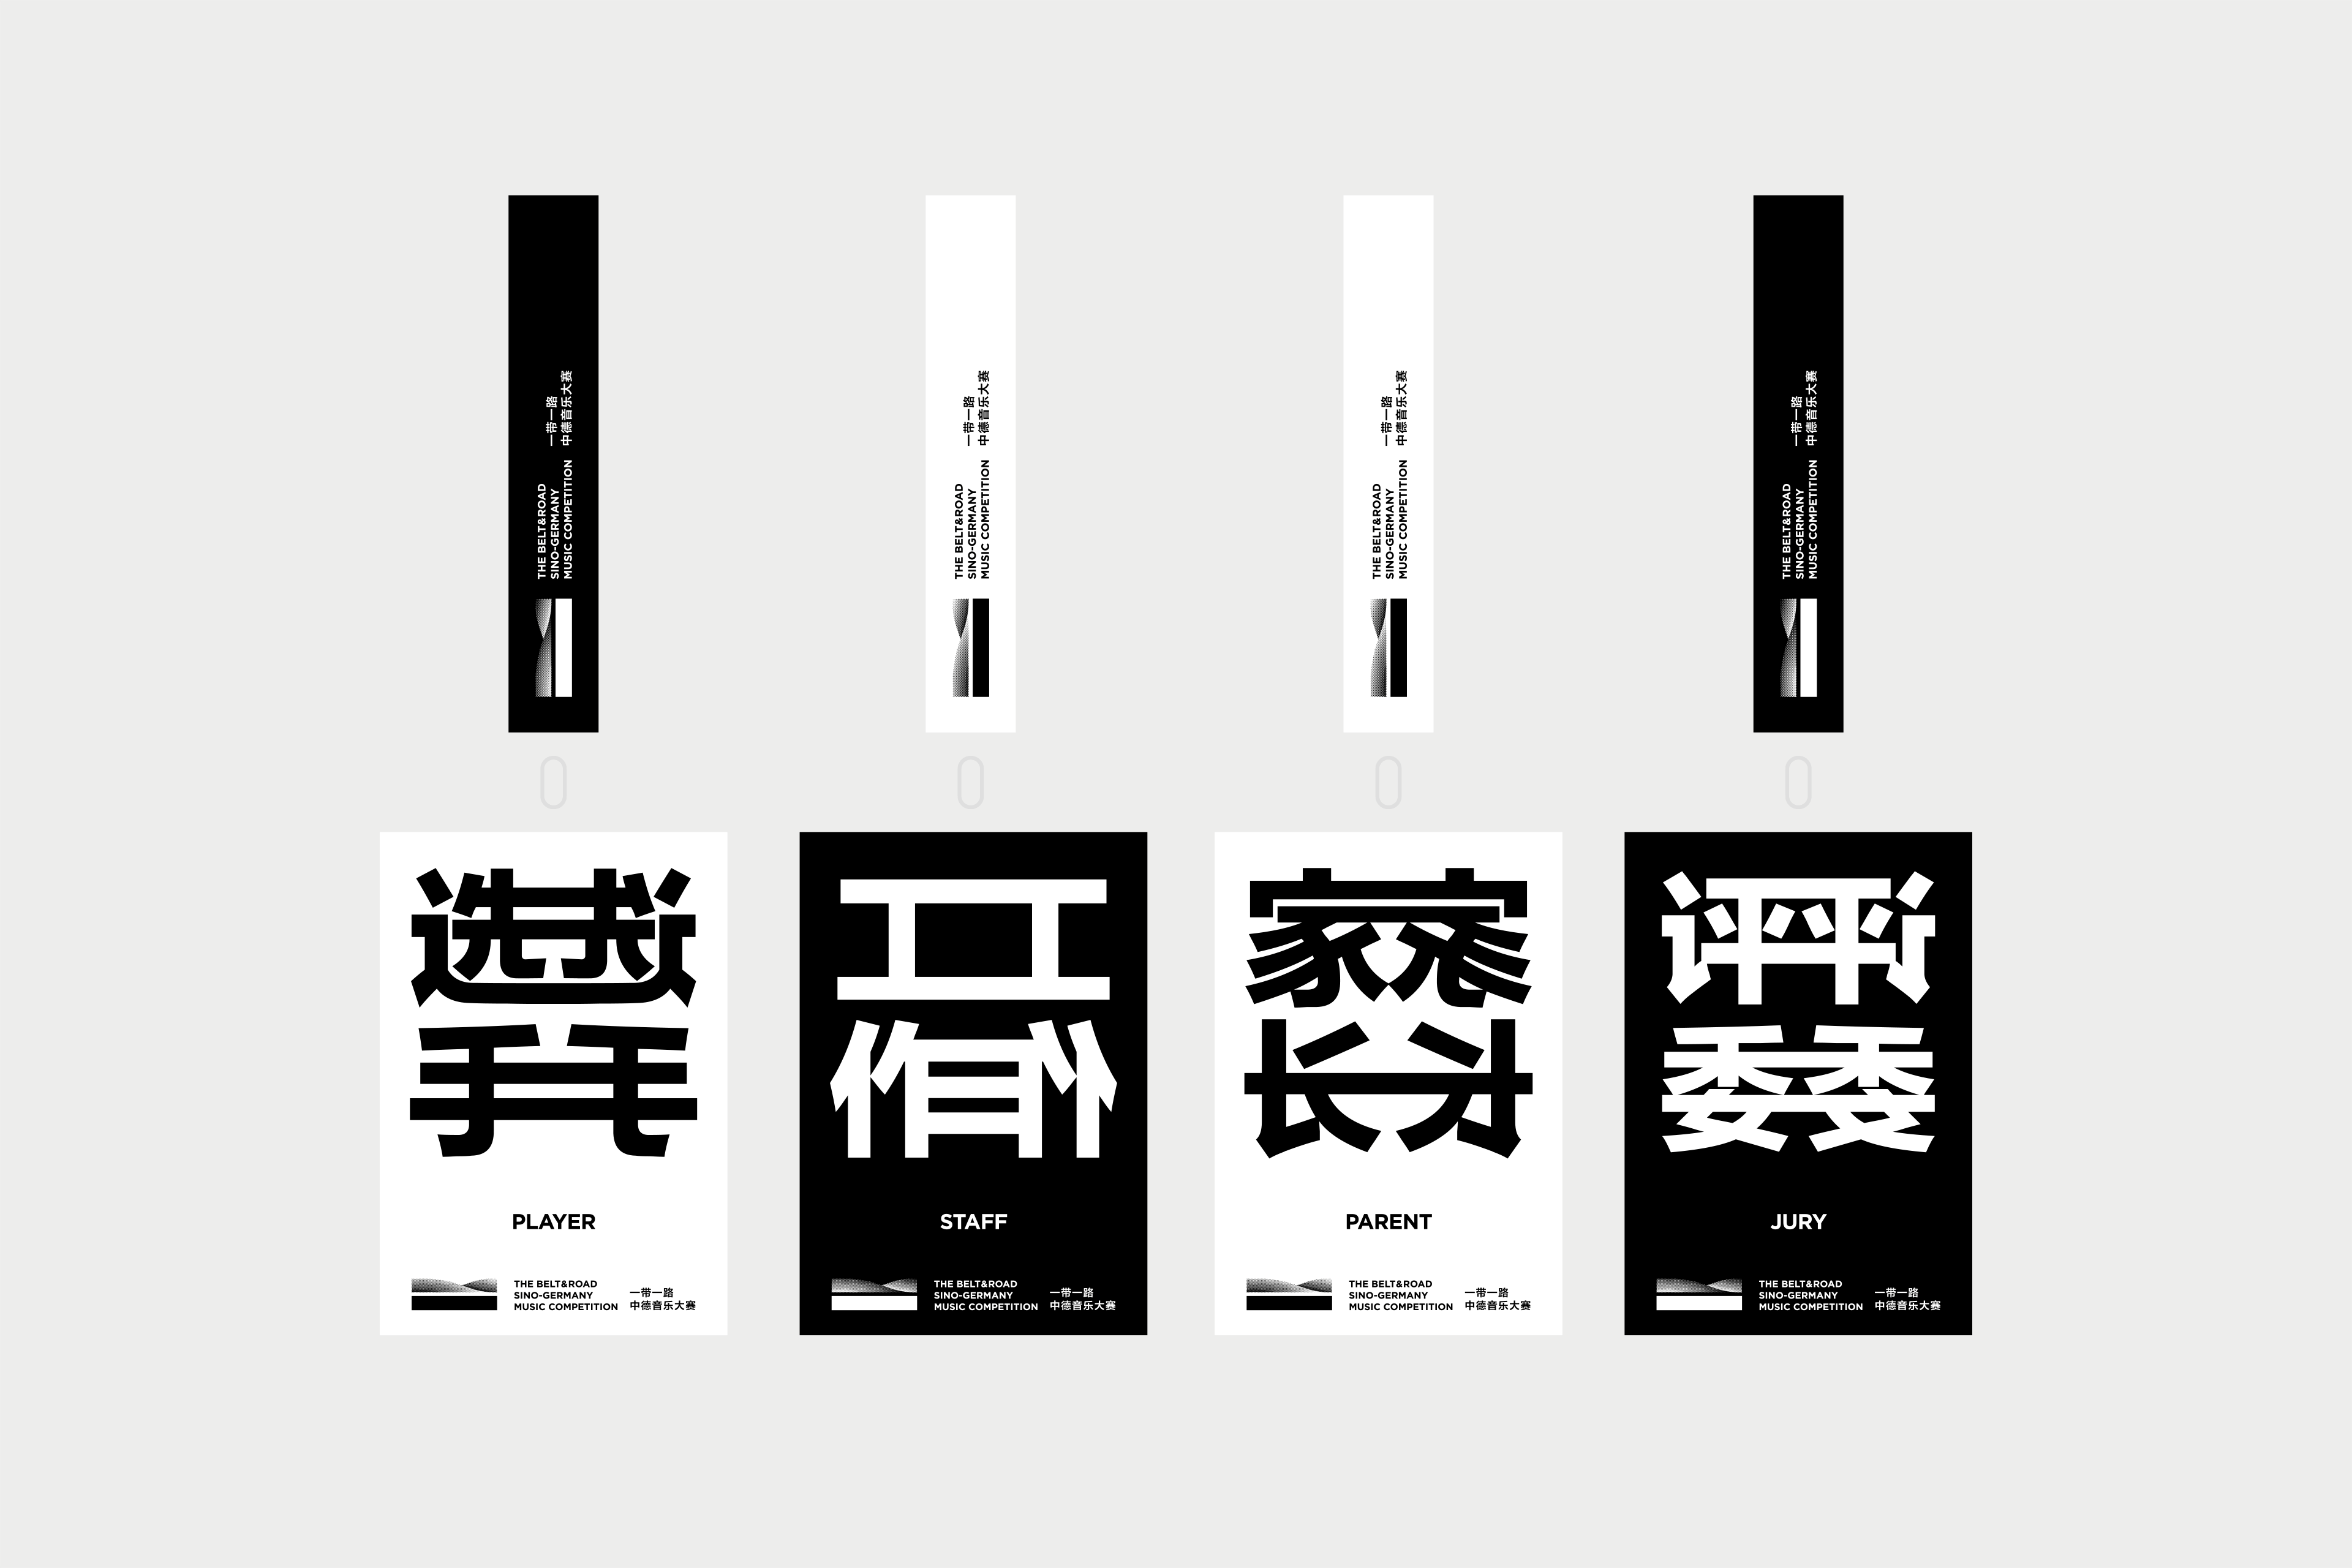 一带一路
中德音乐大赛
THE BELT&ROAD
SINO-GERMANY
MUSIC COMPETITION
一带一路
中德音乐大赛
THE BELT&ROAD
SINO-GERMANY
MUSIC COMPETITION
一带一路
中德音乐大赛
THE BELT&ROAD
SINO-GERMANY
MUSIC COMPETITION
一带一路
中德音乐大赛
THE BELT&ROAD
SINO-GERMANY
MUSIC COMPETITION
选
手
PLAYER
THE BELT&ROAD
SINO-GERMANY
MUSIC COMPETITION
一带一路
中德音乐大赛
工
作
STAFF
THE BELT&ROAD
SINO-GERMANY
MUSIC COMPETITION
一带一路
中德音乐大赛
家
长
PARENT
THE BELT&ROAD
SINO-GERMANY
MUSIC COMPETITION
一带一路
中德音乐大赛
评
委
JURY
THE BELT&ROAD
SINO-GERMANY
MUSIC COMPETITION
一带一路
中德音乐大赛